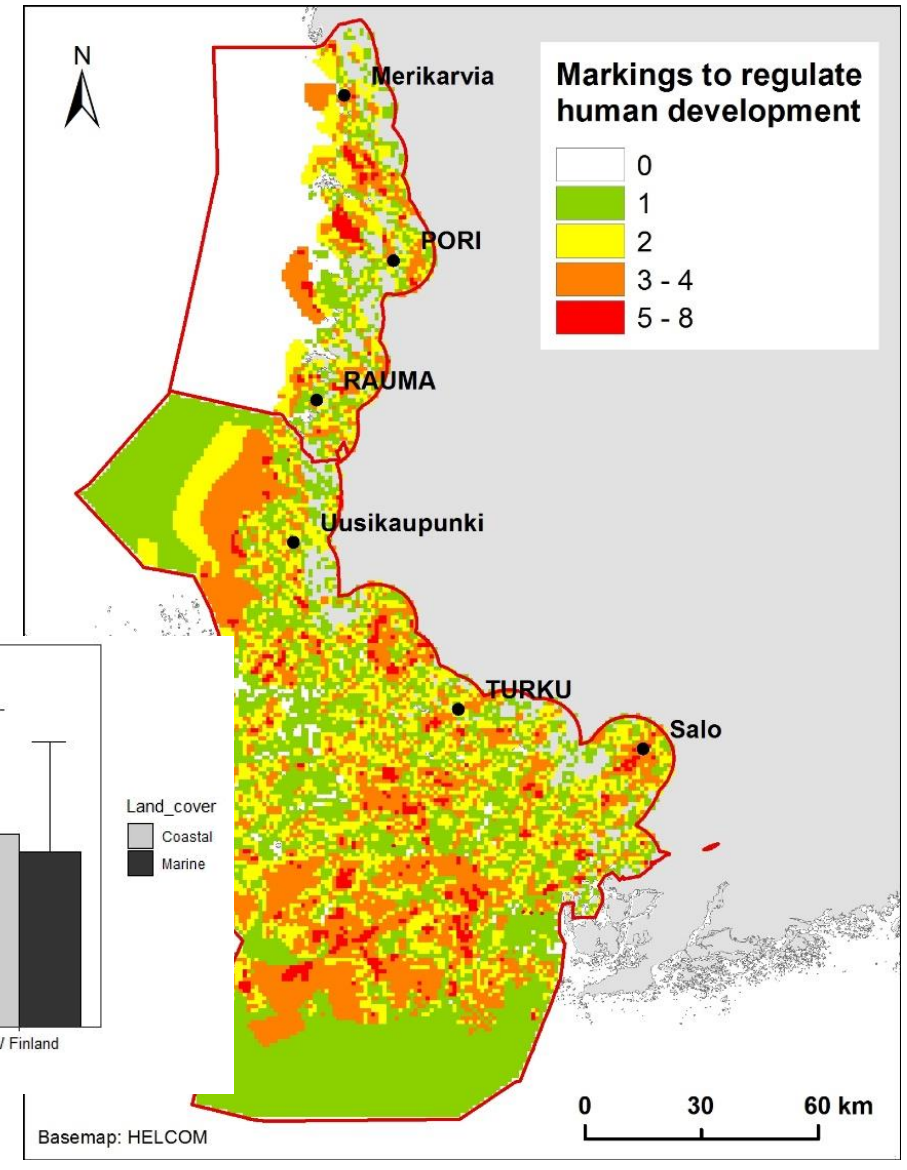 N
Merikarvia
Markings to regulate
human development
0
1
2
3 - 4
5 - 8
PORI
RAUMA
Uusikaupunki
TURKU
Salo
Land_cover
Coastal
Marine
Finland
0 30 60 km
Basemap: HELCOM